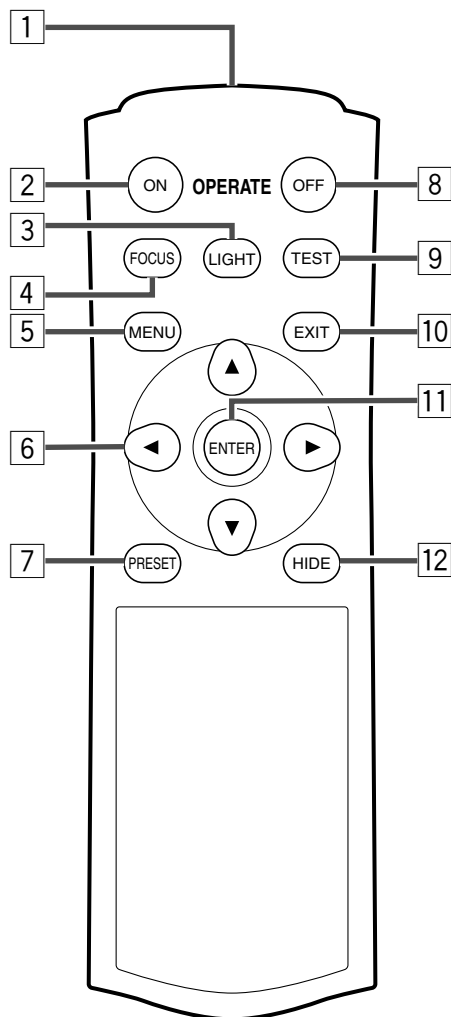 1
2 ON OPERATE OFF 8
3
FOCUS LIGHT TEST 9
4
5 MENU EXIT 10
11
6 ENTER
7 PRESET HIDE 12